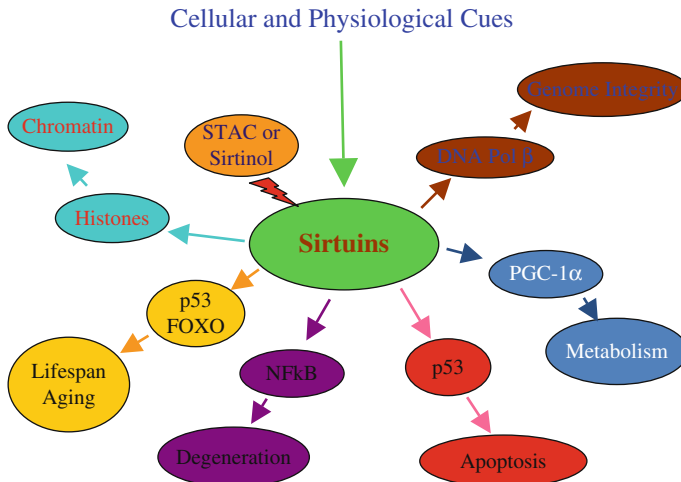 Cellular and Physiological Cues
Chromatin
STAC or
Sirtinol
Genome Integrity
DNA Pol β
Histones
Sirtuins
PGC-1α
p53
FOXO
Metabolism
Lifespan
Aging
NFkB
p53
Degeneration
Apoptosis